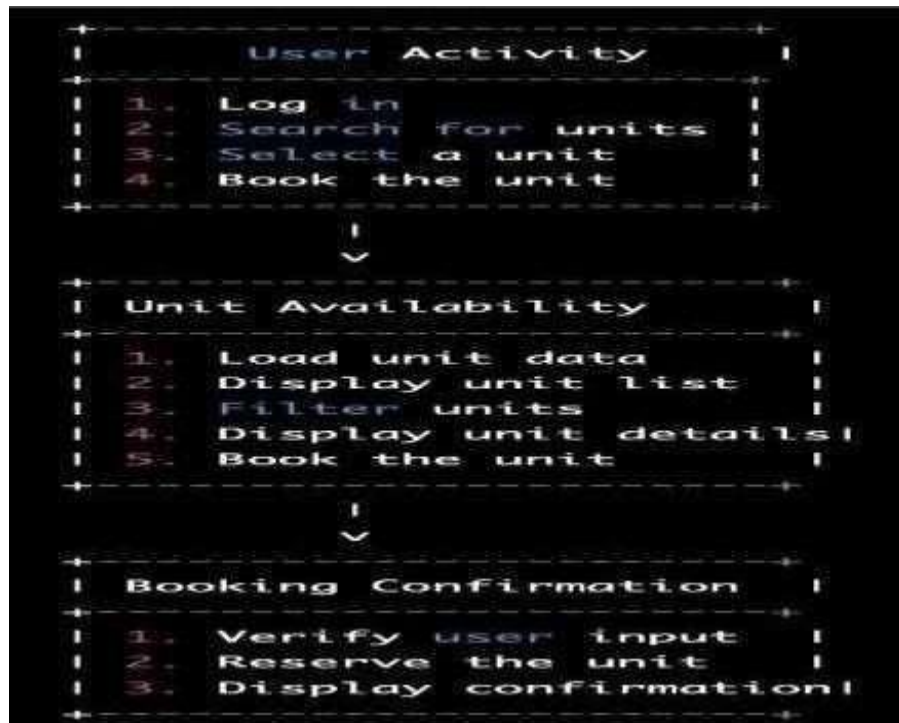 User Activity
1. Log in
2. Search for units
3. Select a unit
4. Book the unit
Unit Availability
1. Load unit data
2. Display unit list
3. Filter units
4. Display unit details
5. Book the unit
Booking Confirmation
1. Verify user input
2. Reserve the unit
3. Display confirmation